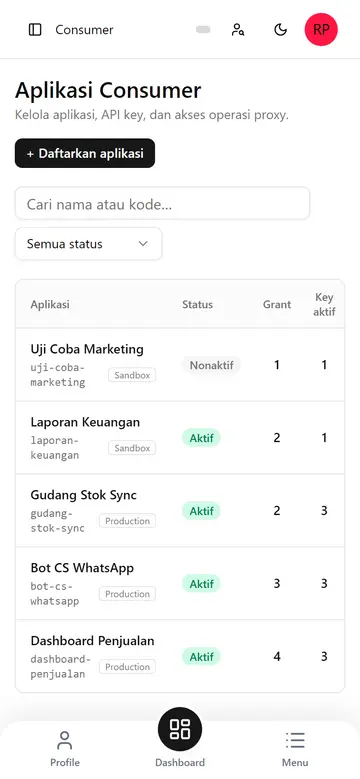 Consumer
RP
Aplikasi Consumer
Kelola aplikasi, API key, dan akses operasi proxy.
+ Daftarkan aplikasi
Cari nama atau kode...
Semua status
Aplikasi Status Grant Key aktif
Uji Coba Marketing
uji-coba-
marketing Sandbox Nonaktif 1 1
Laporan Keuangan
laporan-
keuangan Sandbox Aktif 2 1
Gudang Stok Sync
gudang-
stok-sync Production Aktif 2 3
Bot CS WhatsApp
bot-cs-
whatsapp Production Aktif 3 3
Dashboard Penjualan
dashboard-
penjualan Production Aktif 4 3
Profile Dashboard Menu